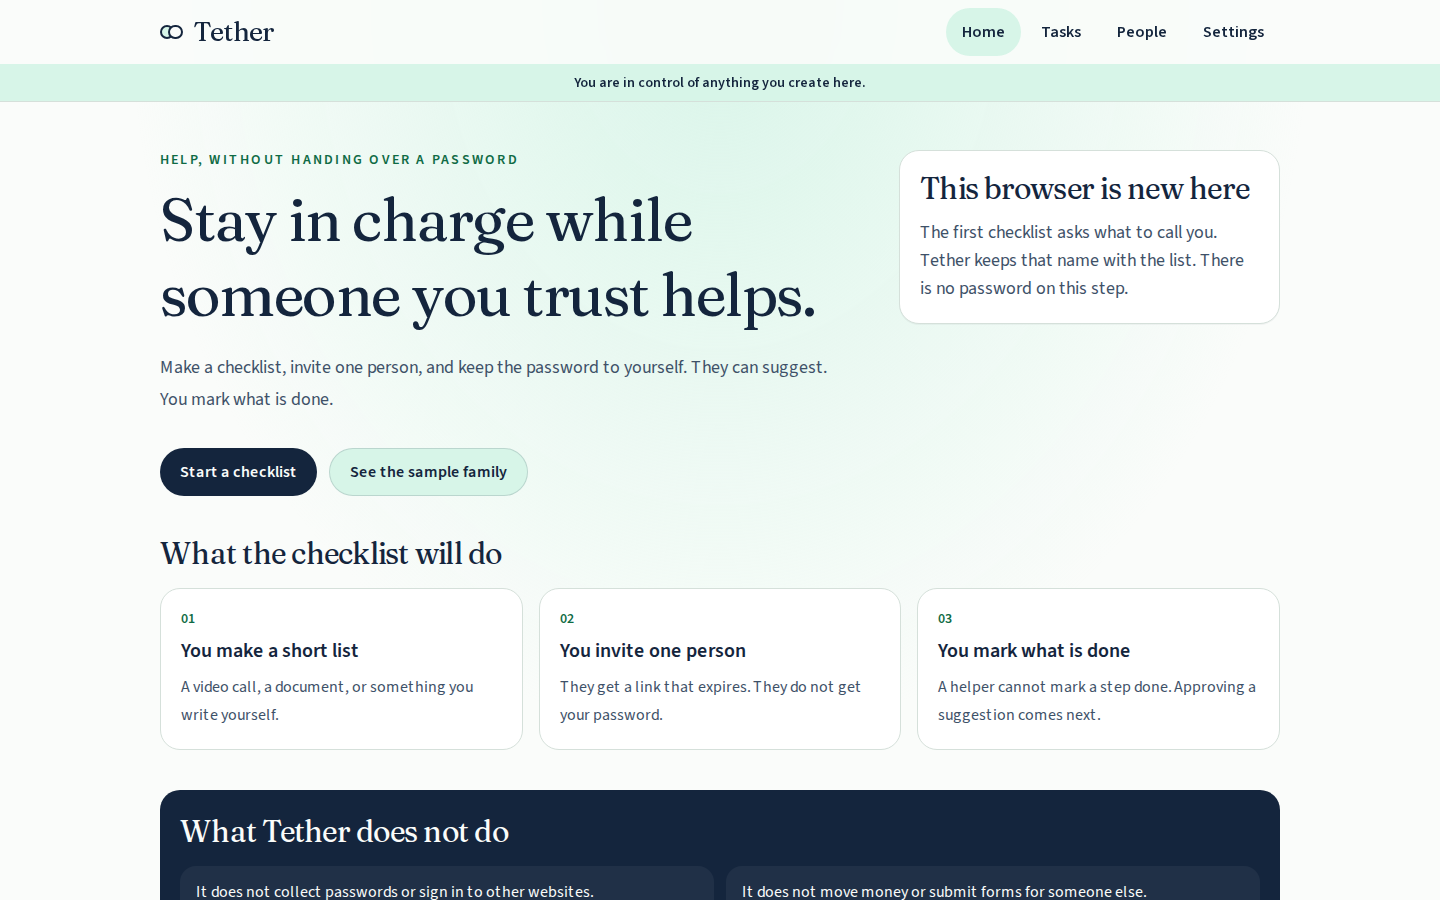 Tether
Home
Tasks
People
Settings
You are in control of anything you create here.
HELP, WITHOUT HANDING OVER A PASSWORD
Stay in charge while
someone you trust helps.
Make a checklist, invite one person, and keep the password to yourself. They can suggest.
You mark what is done.
Start a checklist
See the sample family
This browser is new here
The first checklist asks what to call you.
Tether keeps that name with the list. There
is no password on this step.
What the checklist will do
01
You make a short list
A video call, a document, or something you
write yourself.
02
You invite one person
They get a link that expires. They do not get
your password.
03
You mark what is done
A helper cannot mark a step done. Approving a
suggestion comes next.
What Tether does not do
It does not collect passwords or sign in to other websites.
It does not move money or submit forms for someone else.